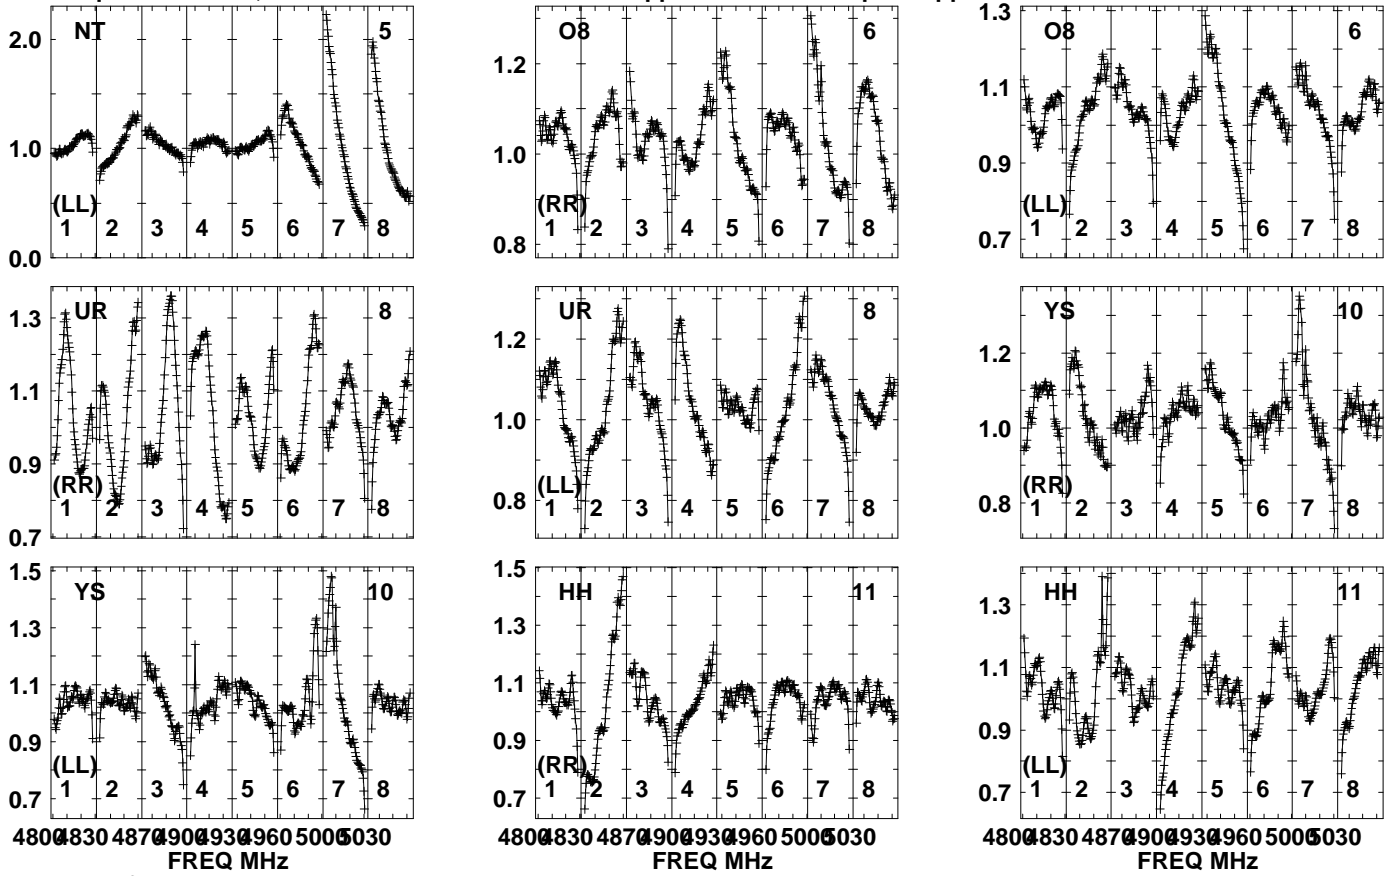 NT 5 O8 6 O8 6
2.0 1.0 0.0
1.2 1.0 0.8
1.3 1.1 0.9 0.7
(LL) (RR) (LL)
1 2 3 4 5 6 7 8 1 2 3 4 5 6 7 8 1 2 3 4 5 6 7 8
UR 8 UR 8 YS 10
1.3 1.1 0.9 0.7
1.2 1.0 0.8
1.2 1.0 0.8
(RR) (LL) (RR)
1 2 3 4 5 6 7 8 1 2 3 4 5 6 7 8 1 2 3 4 5 6 7 8
YS 10 HH 11 HH 11
1.5 1.3 1.1 0.9 0.7
1.5 1.3 1.1 0.9 0.7
1.3 1.1 0.9 0.7
(LL) (RR) (LL)
1 2 3 4 5 6 7 8 1 2 3 4 5 6 7 8 1 2 3 4 5 6 7 8
4800 4830 4870 4900 4930 4960 5000 5030 4800 4830 4870 4900 4930 4960 5000 5030 4800 4830 4870 4900 4930 4960 5000 5030
FREQ MHz FREQ MHz FREQ MHz